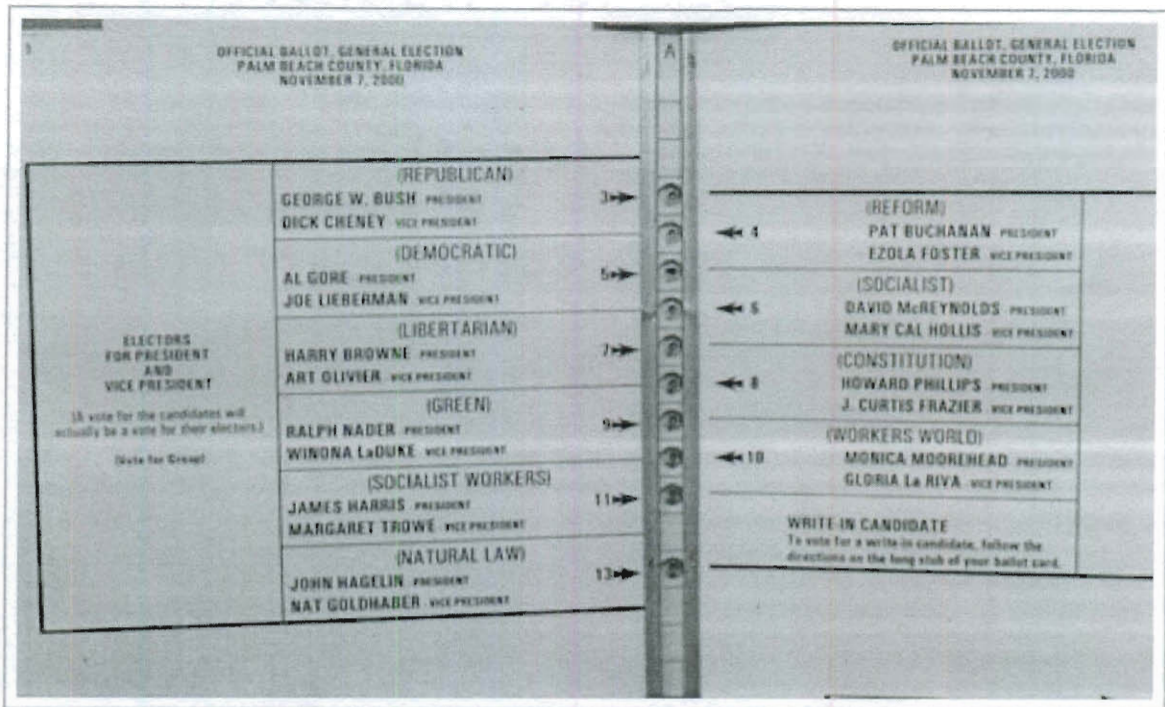 OFFICIAL BALLOT, GENERAL ELECTION
PALM BEACH COUNTY, FLORIDA
NOVEMBER 7, 2000
ELECTORS
FOR PRESIDENT
AND
VICE PRESIDENT
(A vote for the candidates will
actually be a vote for their electors.)
(Vote for Group)
(REPUBLICAN)
GEORGE W. BUSH PRESIDENT
DICK CHENEY VICE PRESIDENT
3
(DEMOCRATIC)
AL GORE PRESIDENT
JOE LIEBERMAN VICE PRESIDENT
5
(LIBERTARIAN)
HARRY BROWNE PRESIDENT
ART OLIVIER VICE PRESIDENT
7
(GREEN)
RALPH NADER PRESIDENT
WINONA LaDUKE VICE PRESIDENT
9
(SOCIALIST WORKERS)
JAMES HARRIS PRESIDENT
MARGARET TROWE VICE PRESIDENT
11
(NATURAL LAW)
JOHN HAGELIN PRESIDENT
NAT GOLDHABER VICE PRESIDENT
13
A
OFFICIAL BALLOT, GENERAL ELECTION
PALM BEACH COUNTY, FLORIDA
NOVEMBER 7, 2000
(REFORM)
4 PAT BUCHANAN PRESIDENT
EZOLA FOSTER VICE PRESIDENT
(SOCIALIST)
6 DAVID McREYNOLDS PRESIDENT
MARY CAL HOLLIS VICE PRESIDENT
(CONSTITUTION)
8 HOWARD PHILLIPS PRESIDENT
J. CURTIS FRAZIER VICE PRESIDENT
(WORKERS WORLD)
10 MONICA MOOREHEAD PRESIDENT
GLORIA La RIVA VICE PRESIDENT
WRITE-IN CANDIDATE
To vote for a write-in candidate, follow the
directions on the long stub of your ballot card.